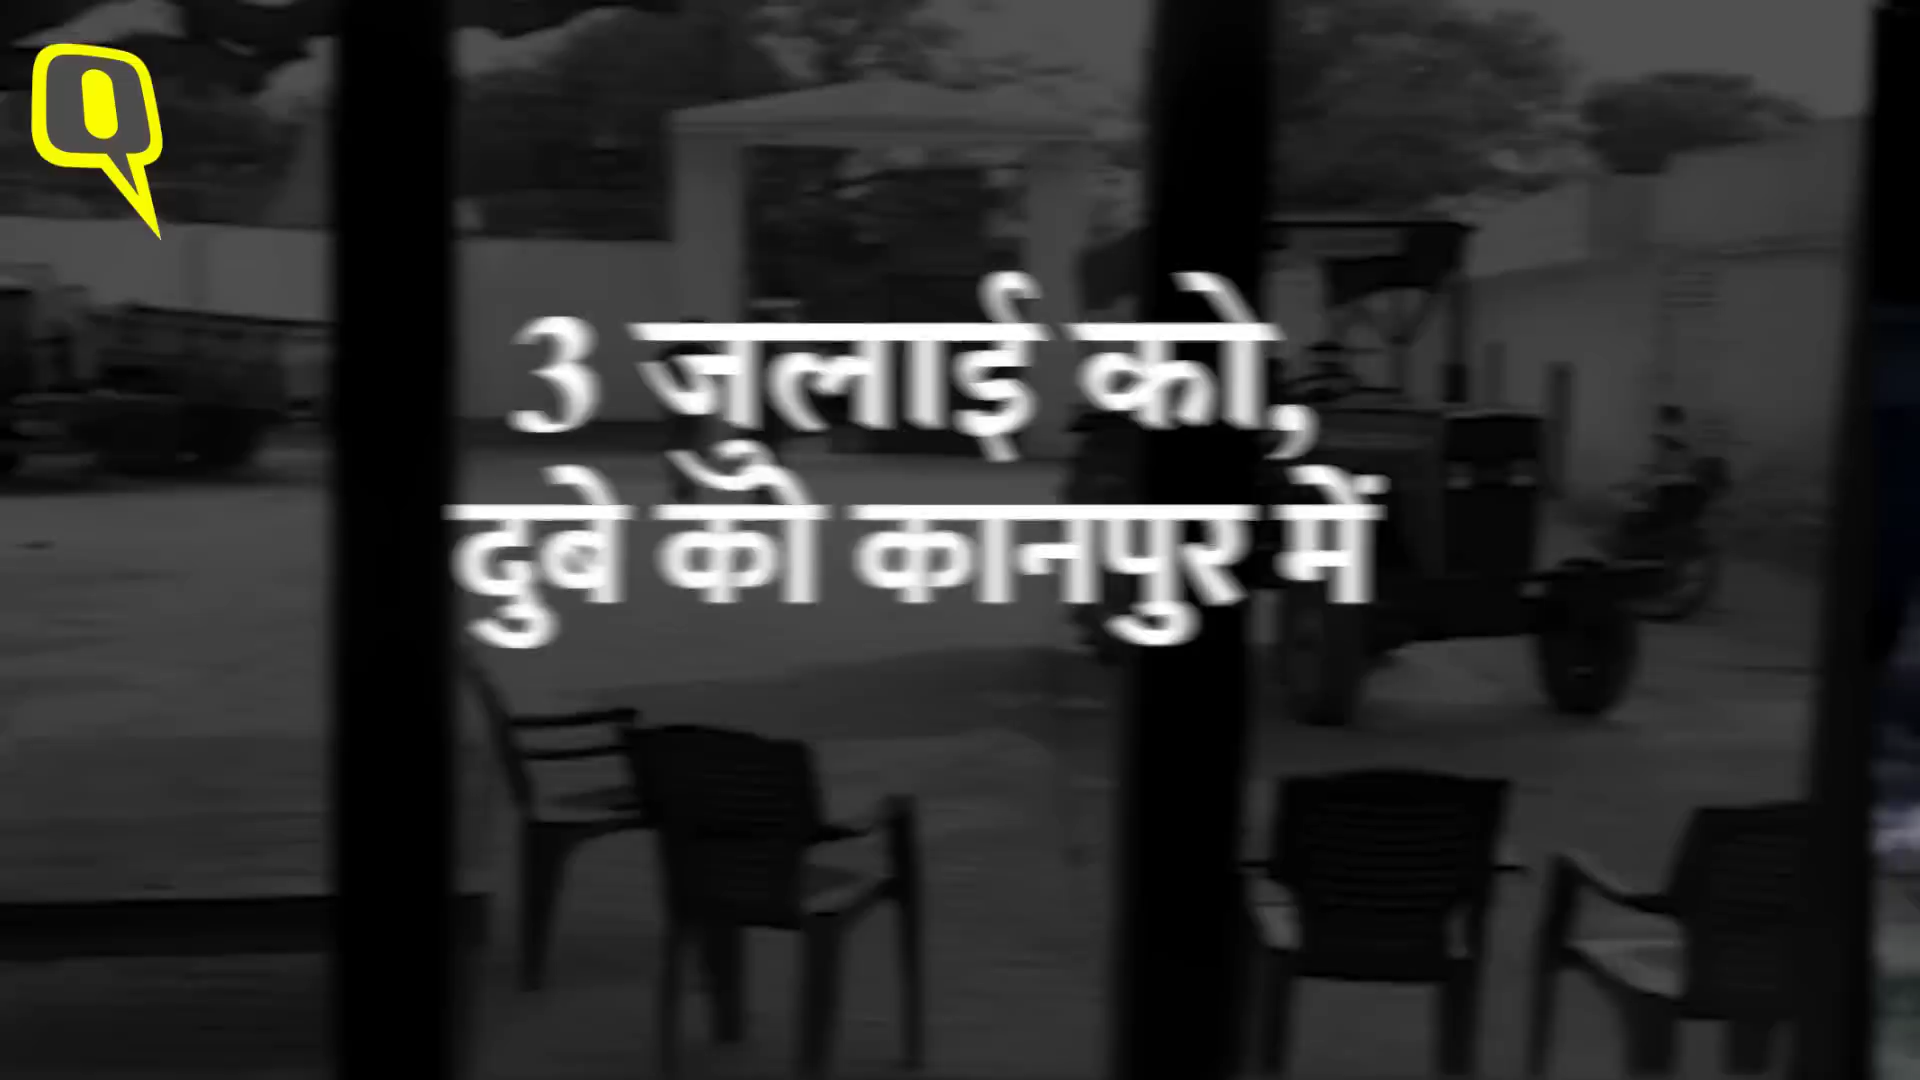 3 जुलाई को,
दुबे को कानपुर में